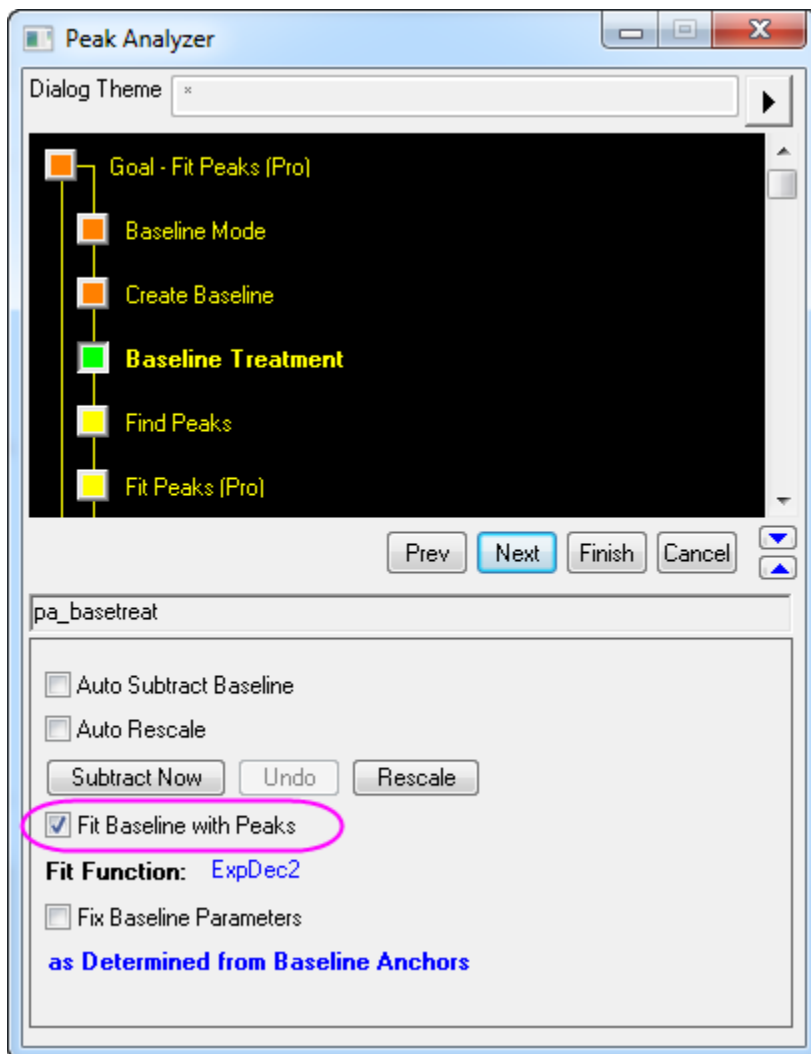 Peak Analyzer
Dialog Theme *
Goal - Fit Peaks (Pro)
Baseline Mode
Create Baseline
Baseline Treatment
Find Peaks
Fit Peaks (Pro)
Prev Next Finish Cancel
pa_basetreat
Auto Subtract Baseline
Auto Rescale
Subtract Now Undo Rescale
Fit Baseline with Peaks
Fit Function: ExpDec2
Fix Baseline Parameters
as Determined from Baseline Anchors